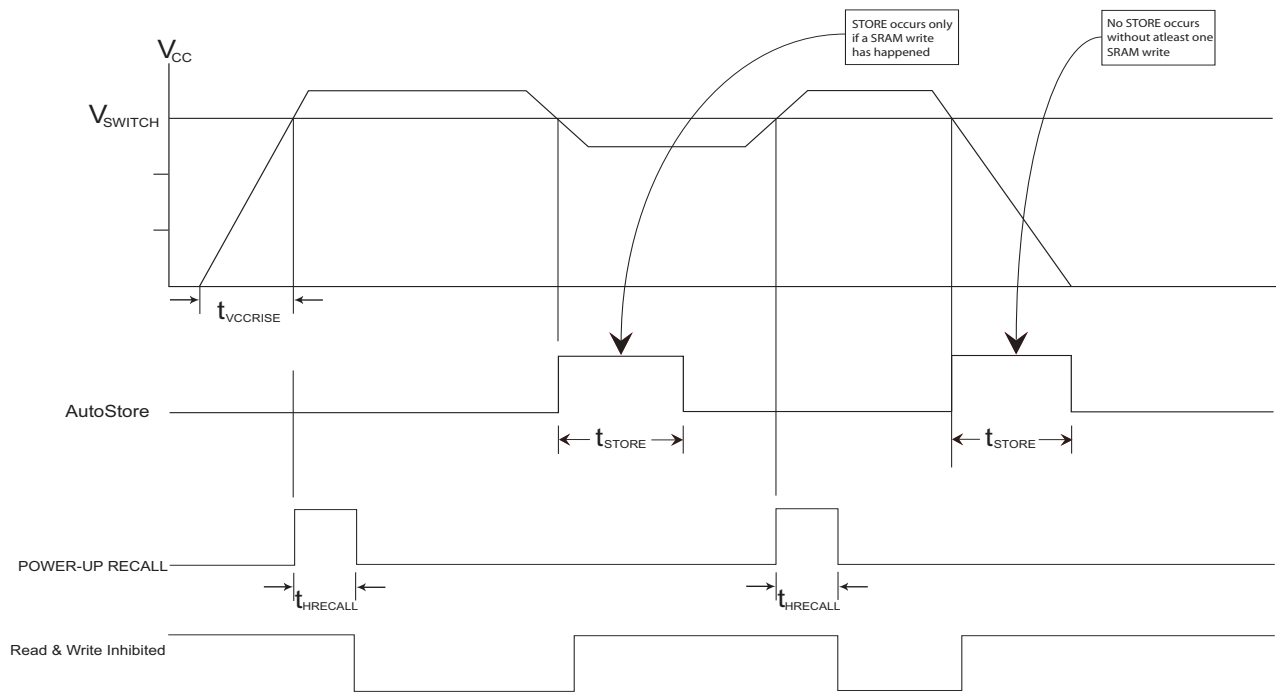 STORE occurs only
if a SRAM write
has happened
No STORE occurs
without atleast one
SRAM write
VCC
VSWITCH
tVCCRISE
AutoStore
tSTORE
tSTORE
POWER-UP RECALL
tHRECALL
tHRECALL
Read & Write Inhibited